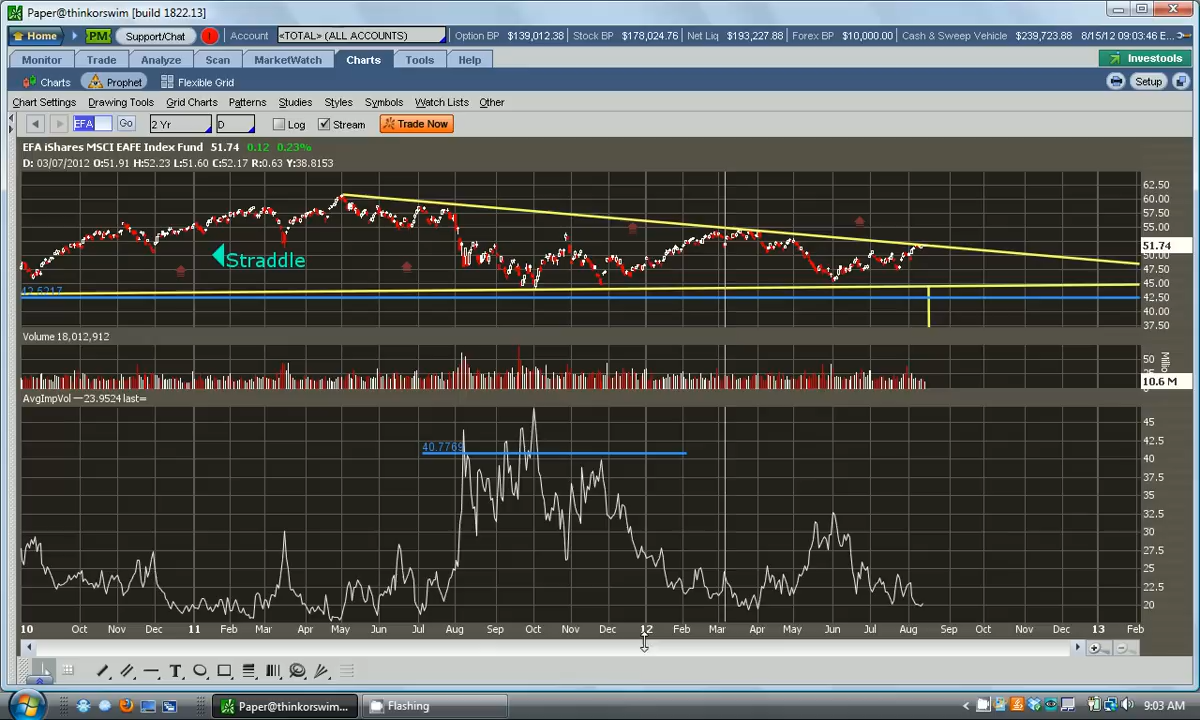 Paper@thinkorswim [build 1822.13]
Home PM Support/Chat ! Account <TOTAL> (ALL ACCOUNTS) Option BP $139,012.38 Stock BP $178,024.76 Net Liq $193,227.88 Forex BP $10,000.00 Cash & Sweep Vehicle $239,723.88 8/15/12 9:03:46 E...
Monitor Trade Analyze Scan MarketWatch Charts Tools Help Investools
Charts Prophet Flexible Grid Setup
Chart Settings Drawing Tools Grid Charts Patterns Studies Styles Symbols Watch Lists Other
EFA Go 2 Yr D Log Stream Trade Now
EFA iShares MSCI EAFE Index Fund 51.74 0.12 0.23%
D: 03/07/2012 O:51.91 H:52.23 L:51.60 C:52.17 R:0.63 Y:38.8153
62.50
60.00
57.50
55.00
52.50
51.74
50.00
Straddle
47.50
45.00
42.50
40.00
37.50
Volume 18,012,912
50
Millio
10.6 M
AvgImpVol 23.9524 last=
45
42.5
40.7769
40
37.5
35
32.5
30
27.5
25
22.5
20
10 Oct Nov Dec 11 Feb Mar Apr May Jun Jul Aug Sep Oct Nov Dec 12 Feb Mar Apr May Jun Jul Aug Sep Oct Nov Dec 13 Feb
T
Paper@thinkorswim... Flashing 9:03 AM